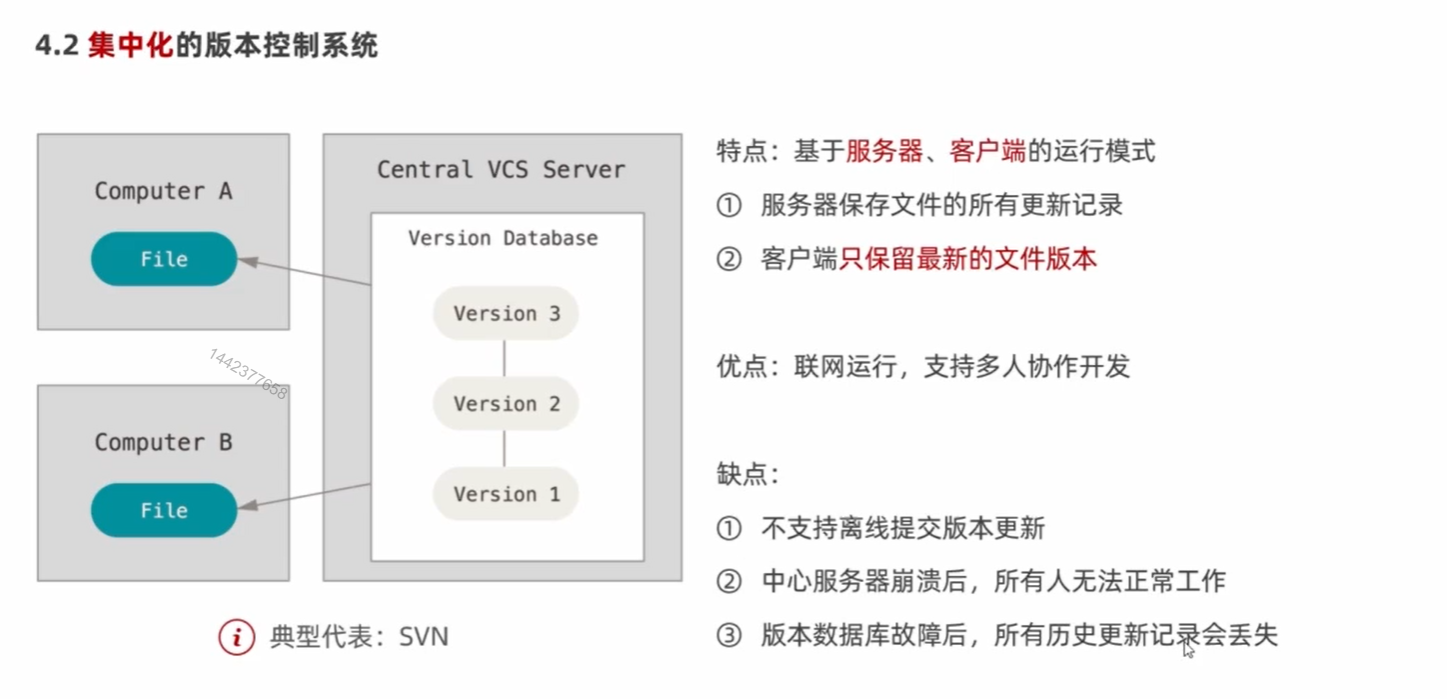 4.2 集中化的版本控制系统
Computer A
File
1442377658
Computer B
File
Central VCS Server
Version Database
Version 3
Version 2
Version 1
i 典型代表：SVN
特点：基于服务器、客户端的运行模式
① 服务器保存文件的所有更新记录
② 客户端只保留最新的文件版本
优点：联网运行，支持多人协作开发
缺点：
① 不支持离线提交版本更新
② 中心服务器崩溃后，所有人无法正常工作
③ 版本数据库故障后，所有历史更新记录会丢失